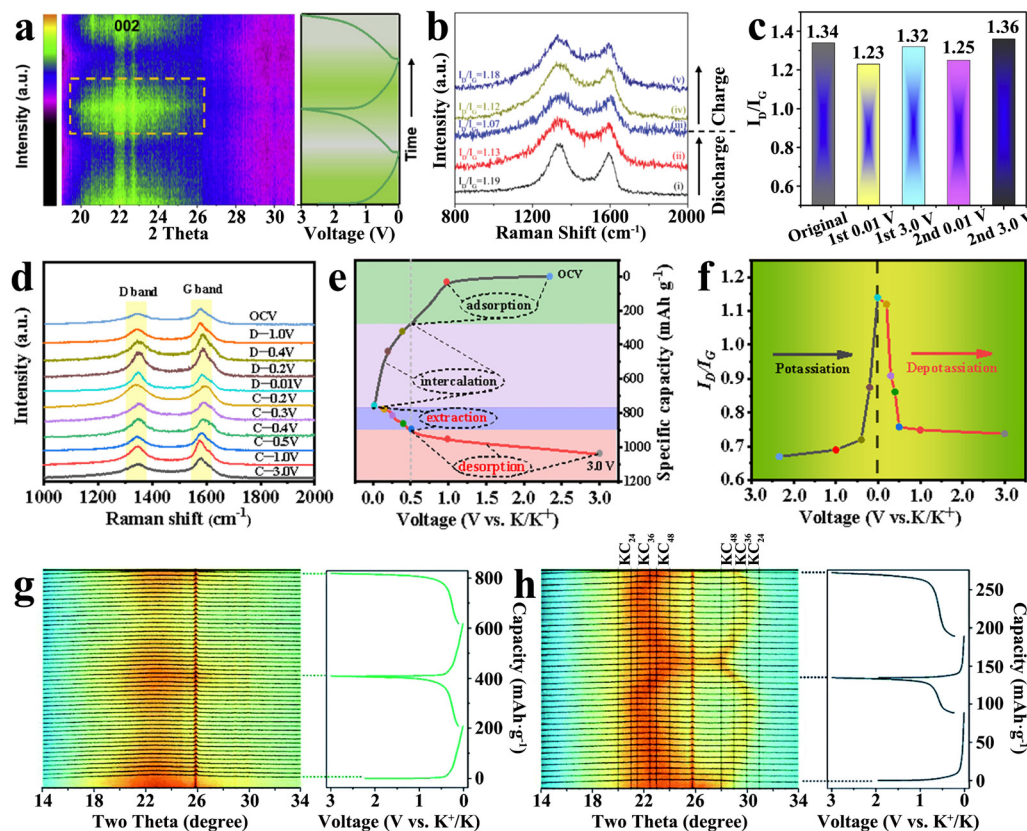 a
002
Intensity (a.u.)
20 22 24 26 28 30
2 Theta
Time
3 2 1 0
Voltage (V)
b
Intensity (a.u.)
I_D/I_G=1.18 (v)
I_D/I_G=1.12 (iv)
I_D/I_G=1.07 (iii)
I_D/I_G=1.13 (ii)
I_D/I_G=1.19 (i)
Discharge Charge
800 1200 1600 2000
Raman Shift (cm⁻¹)
c
I_D/I_G
1.4
1.2
1.0
0.8
0.6
1.34 1.23 1.32 1.25 1.36
Original 1st 0.01 V 1st 3.0 V 2nd 0.01 V 2nd 3.0 V
d
Intensity (a.u.)
D band G band
OCV
D—1.0V
D—0.4V
D—0.2V
D—0.01V
C—0.2V
C—0.3V
C—0.4V
C—0.5V
C—1.0V
C—3.0V
1000 1200 1400 1600 1800 2000
Raman shift (cm⁻¹)
e
OCV
adsorption
intercalation
extraction
desorption
3.0 V
0
200
400
600
800
1000
1200
Specific capacity (mAh g⁻¹)
0.0 0.5 1.0 1.5 2.0 2.5 3.0
Voltage (V vs. K/K⁺)
f
I_D/I_G
1.2
1.1
1.0
0.9
0.8
0.7
0.6
Potassiation
Depotassiation
3.0 2.0 1.0 0.0 1.0 2.0 3.0
Voltage (V vs.K/K⁺)
g
14 18 22 26 30 34
Two Theta (degree)
800
600
400
200
0
Capacity (mAh·g⁻¹)
3 2 1 0
Voltage (V vs. K⁺/K)
h
KC₂₄ KC₃₆ KC₄₈ KC₄₈ KC₃₆ KC₂₄
14 18 22 26 30 34
Two Theta (degree)
250
200
150
100
50
0
Capacity (mAh·g⁻¹)
3 2 1 0
Voltage (V vs. K⁺/K)